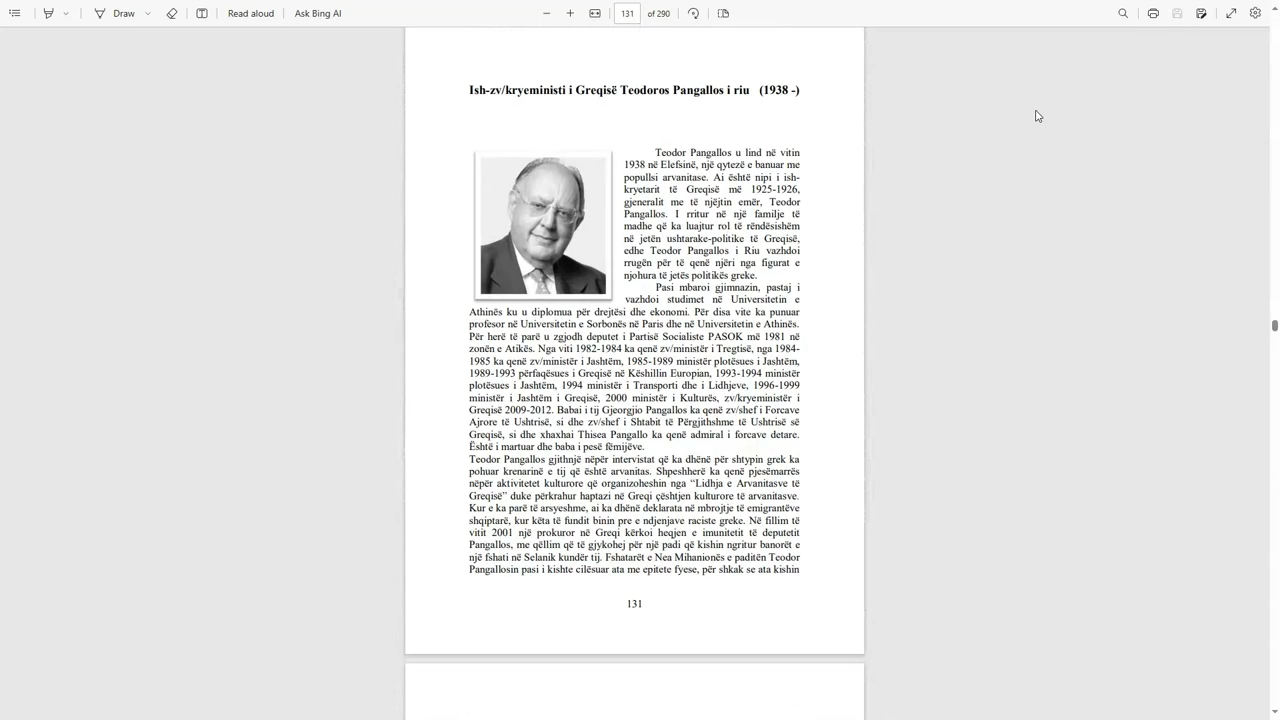 Draw
Read aloud
Ask Bing AI
131
of 290
Ish-zv/kryeministi i Greqisë Teodoros Pangallos i riu (1938 -)
Teodor Pangallos u lind në vitin
1938 në Elefsinë, një qytezë e banuar me
popullsi arvanitase. Ai është nipi i ish-
kryetarit të Greqisë më 1925-1926,
gjeneralit me të njëjtin emër, Teodor
Pangallos. I rritur në një familje të
madhe që ka luajtur rol të rëndësishëm
në jetën ushtarake-politike të Greqisë,
edhe Teodor Pangallos i Riu vazhdoi
rrugën për të qenë njëri nga figurat e
njohura të jetës politikës greke.
Pasi mbaroi gjimnazin, pastaj i
vazhdoi studimet në Universitetin e
Athinës ku u diplomua për drejtësi dhe ekonomi. Për disa vite ka punuar
profesor në Universitetin e Sorbonës në Paris dhe në Universitetin e Athinës.
Për herë të parë u zgjodh deputet i Partisë Socialiste PASOK më 1981 në
zonën e Atikës. Nga viti 1982-1984 ka qenë zv/ministër i Tregtisë, nga 1984-
1985 ka qenë zv/ministër i Jashtëm, 1985-1989 ministër plotësues i Jashtëm,
1989-1993 përfaqësues i Greqisë në Këshillin Europian, 1993-1994 ministër
plotësues i Jashtëm, 1994 ministër i Transporti dhe i Lidhjeve, 1996-1999
ministër i Jashtëm i Greqisë, 2000 ministër i Kulturës, zv/kryeministër i
Greqisë 2009-2012. Babai i tij Gjeorgjio Pangallos ka qenë zv/shef i Forcave
Ajrore të Ushtrisë, si dhe zv/shef i Shtabit të Përgjithshme të Ushtrisë së
Greqisë, si dhe xhaxhai Thisea Pangallo ka qenë admiral i forcave detare.
Është i martuar dhe baba i pesë fëmijëve.
Teodor Pangallos gjithnjë nëpër intervistat që ka dhënë për shtypin grek ka
pohuar krenarinë e tij që është arvanitas. Shpeshherë ka qenë pjesëmarrës
nëpër aktivitetet kulturore që organizoheshin nga “Lidhja e Arvanitasve të
Greqisë” duke përkrahur haptazi në Greqi çështjen kulturore të arvanitasve.
Kur e ka parë të arsyeshme, ai ka dhënë deklarata në mbrojtje të emigrantëve
shqiptarë, kur këta të fundit binin pre e ndjenjave raciste greke. Në fillim të
vitit 2001 një prokuror në Greqi kërkoi heqjen e imunitetit të deputetit
Pangallos, me qëllim që të gjykohej për një padi që kishin ngritur banorët e
një fshati në Selanik kundër tij. Fshatarët e Nea Mihanionës e paditën Teodor
Pangallosin pasi i kishte cilësuar ata me epitete fyese, për shkak se ata kishin
131